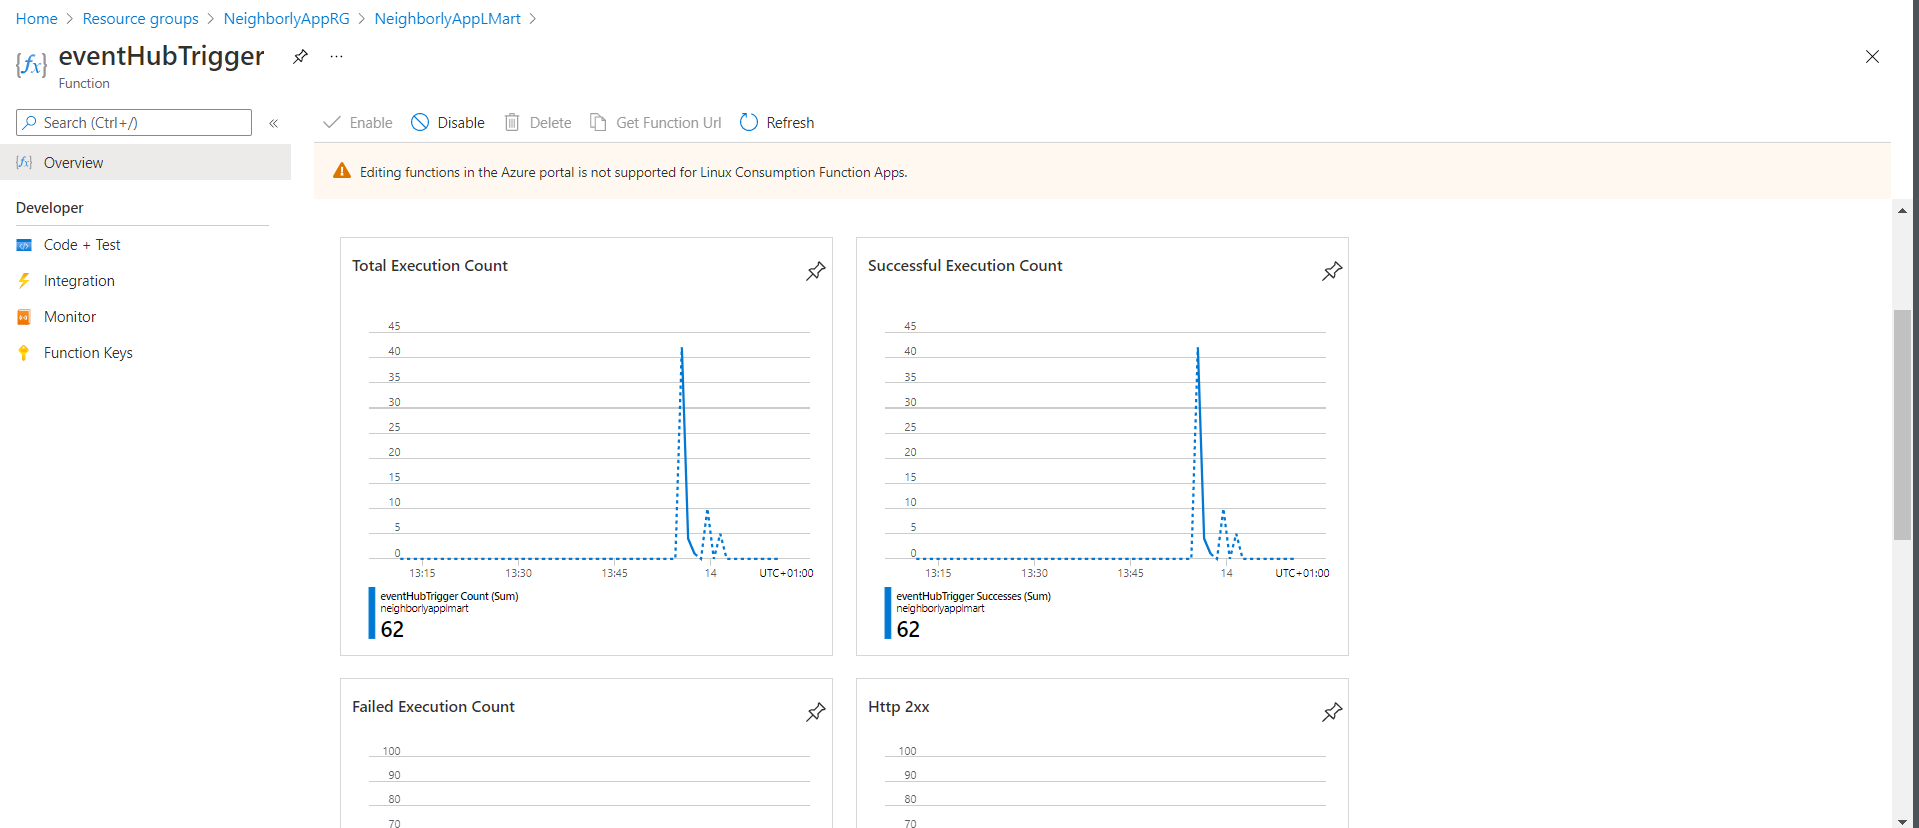 Home > Resource groups > NeighborlyAppRG > NeighborlyAppLMart >
{fx} eventHubTrigger ...
Function
Search (Ctrl+/) «
Enable Disable Delete Get Function Url Refresh
Overview
Editing functions in the Azure portal is not supported for Linux Consumption Function Apps.
Developer
Code + Test
Integration
Monitor
Function Keys
Total Execution Count
45
40
35
30
25
20
15
10
5
0
13:15 13:30 13:45 14 UTC+01:00
eventHubTrigger Count (Sum)
neighborlyapplmart
62
Successful Execution Count
45
40
35
30
25
20
15
10
5
0
13:15 13:30 13:45 14 UTC+01:00
eventHubTrigger Successes (Sum)
neighborlyapplmart
62
Failed Execution Count
100
90
80
70
Http 2xx
100
90
80
70